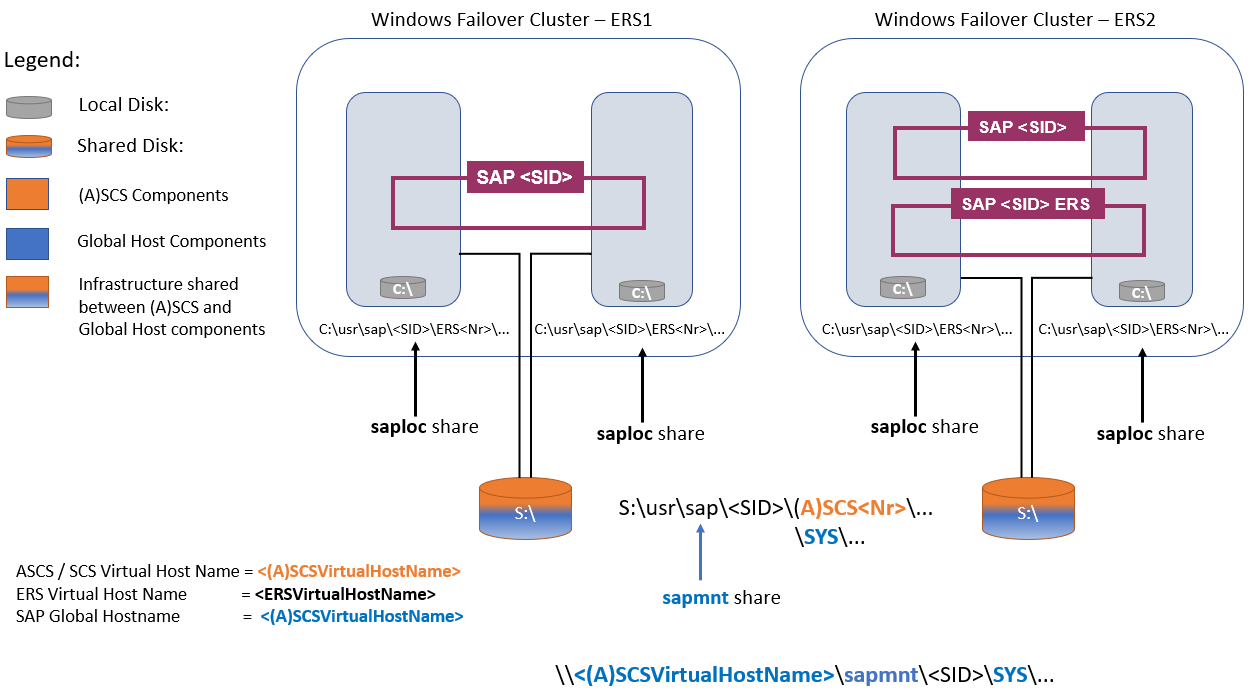 Windows Failover Cluster – ERS1
Windows Failover Cluster – ERS2
Legend:
Local Disk:
Shared Disk:
(A)SCS Components
Global Host Components
Infrastructure shared
between (A)SCS and
Global Host components
SAP <SID>
C:\
C:\
C:\usr\sap\<SID>\ERS<Nr>\...
C:\usr\sap\<SID>\ERS<Nr>\...
saploc share
saploc share
S:\
SAP <SID>
SAP <SID> ERS
C:\
C:\
C:\usr\sap\<SID>\ERS<Nr>\...
C:\usr\sap\<SID>\ERS<Nr>\...
saploc share
saploc share
S:\
S:\usr\sap\<SID>\(A)SCS<Nr>\...
\SYS\...
sapmnt share
ASCS / SCS Virtual Host Name = <(A)SCSVirtualHostName>
ERS Virtual Host Name = <ERSVirtualHostName>
SAP Global Hostname = <(A)SCSVirtualHostName>
\\<(A)SCSVirtualHostName>\sapmnt\<SID>\SYS\...